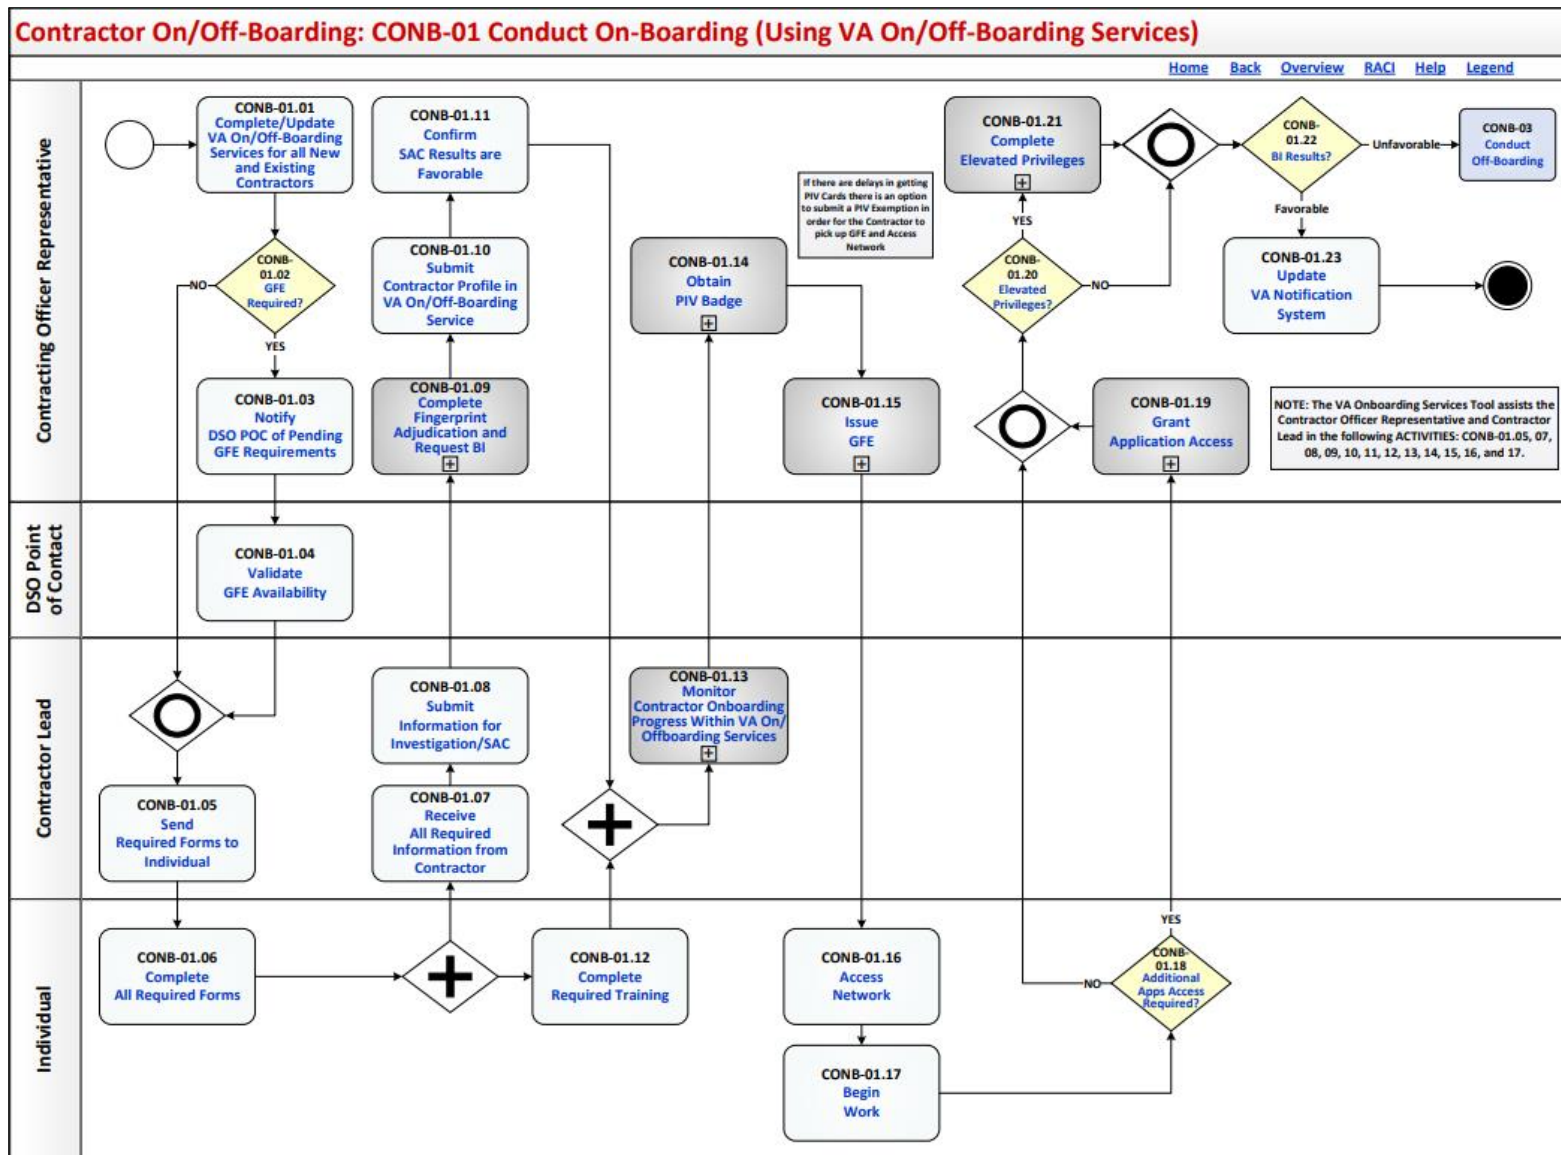 Contractor On/Off-Boarding: CONB-01 Conduct On-Boarding (Using VA On/Off-Boarding Services)
Home Back Overview RACI Help Legend
Contracting Officer Representative
CONB-01.01
Complete/Update
VA On/Off-Boarding
Services for all New
and Existing
Contractors
CONB-
01.02
GFE
Required?
NO
YES
CONB-01.03
Notify
DSO POC of Pending
GFE Requirements
CONB-01.11
Confirm
SAC Results are
Favorable
CONB-01.10
Submit
Contractor Profile in
VA On/Off-Boarding
Service
CONB-01.09
Complete
Fingerprint
Adjudication and
Request BI
CONB-01.14
Obtain
PIV Badge
If there are delays in getting
PIV Cards there is an option
to submit a PIV Exemption in
order for the Contractor to
pick up GFE and Access
Network
CONB-01.15
Issue
GFE
CONB-01.21
Complete
Elevated Privileges
YES
CONB-
01.20
Elevated
Privileges?
NO
CONB-01.19
Grant
Application Access
CONB-
01.22
BI Results?
Unfavorable
CONB-03
Conduct
Off-Boarding
Favorable
CONB-01.23
Update
VA Notification
System
NOTE: The VA Onboarding Services Tool assists the
Contractor Officer Representative and Contractor
Lead in the following ACTIVITIES: CONB-01.05, 07,
08, 09, 10, 11, 12, 13, 14, 15, 16, and 17.
DSO Point
of Contact
CONB-01.04
Validate
GFE Availability
Contractor Lead
CONB-01.05
Send
Required Forms to
Individual
CONB-01.08
Submit
Information for
Investigation/SAC
CONB-01.07
Receive
All Required
Information from
Contractor
CONB-01.13
Monitor
Contractor Onboarding
Progress Within VA On/
Offboarding Services
Individual
CONB-01.06
Complete
All Required Forms
CONB-01.12
Complete
Required Training
CONB-01.16
Access
Network
CONB-01.17
Begin
Work
YES
CONB-
01.18
Additional
Apps Access
Required?
NO